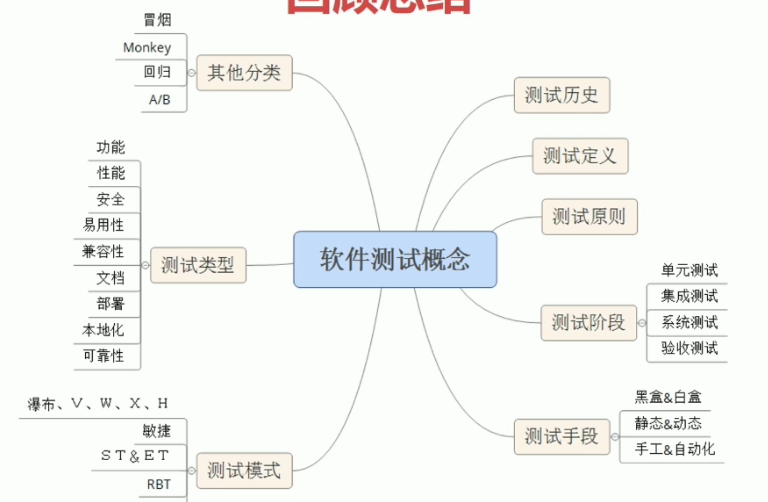 回顾总结
冒烟
Monkey
回归
A/B
其他分类
功能
性能
安全
易用性
兼容性
文档
部署
本地化
可靠性
测试类型
瀑布、V、W、X、H
敏捷
ST&ET
RBT
测试模式
软件测试概念
测试历史
测试定义
测试原则
测试阶段
单元测试
集成测试
系统测试
验收测试
测试手段
黑盒&白盒
静态&动态
手工&自动化